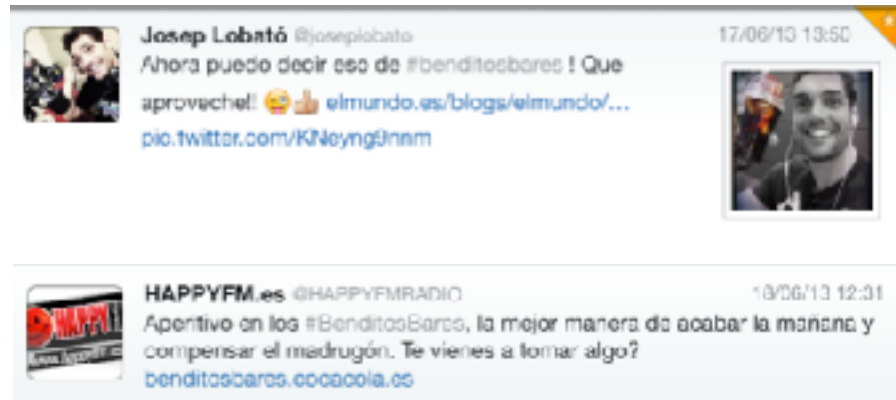 Josep Lobató @joseplobato 17/06/13 13:50
Ahora puedo decir eso de #benditosbares ! Que
aproveche!! 😜👍 elmundo.es/blogs/elmundo/...
pic.twitter.com/KNeyng9nnm
HAPPYFM.es @HAPPYFMRADIO 18/06/13 12:31
Aperitivo en los #BenditosBares, la mejor manera de acabar la mañana y
compensar el madrugón. Te vienes a tomar algo?
benditosbares.cocacola.es
HAPPY